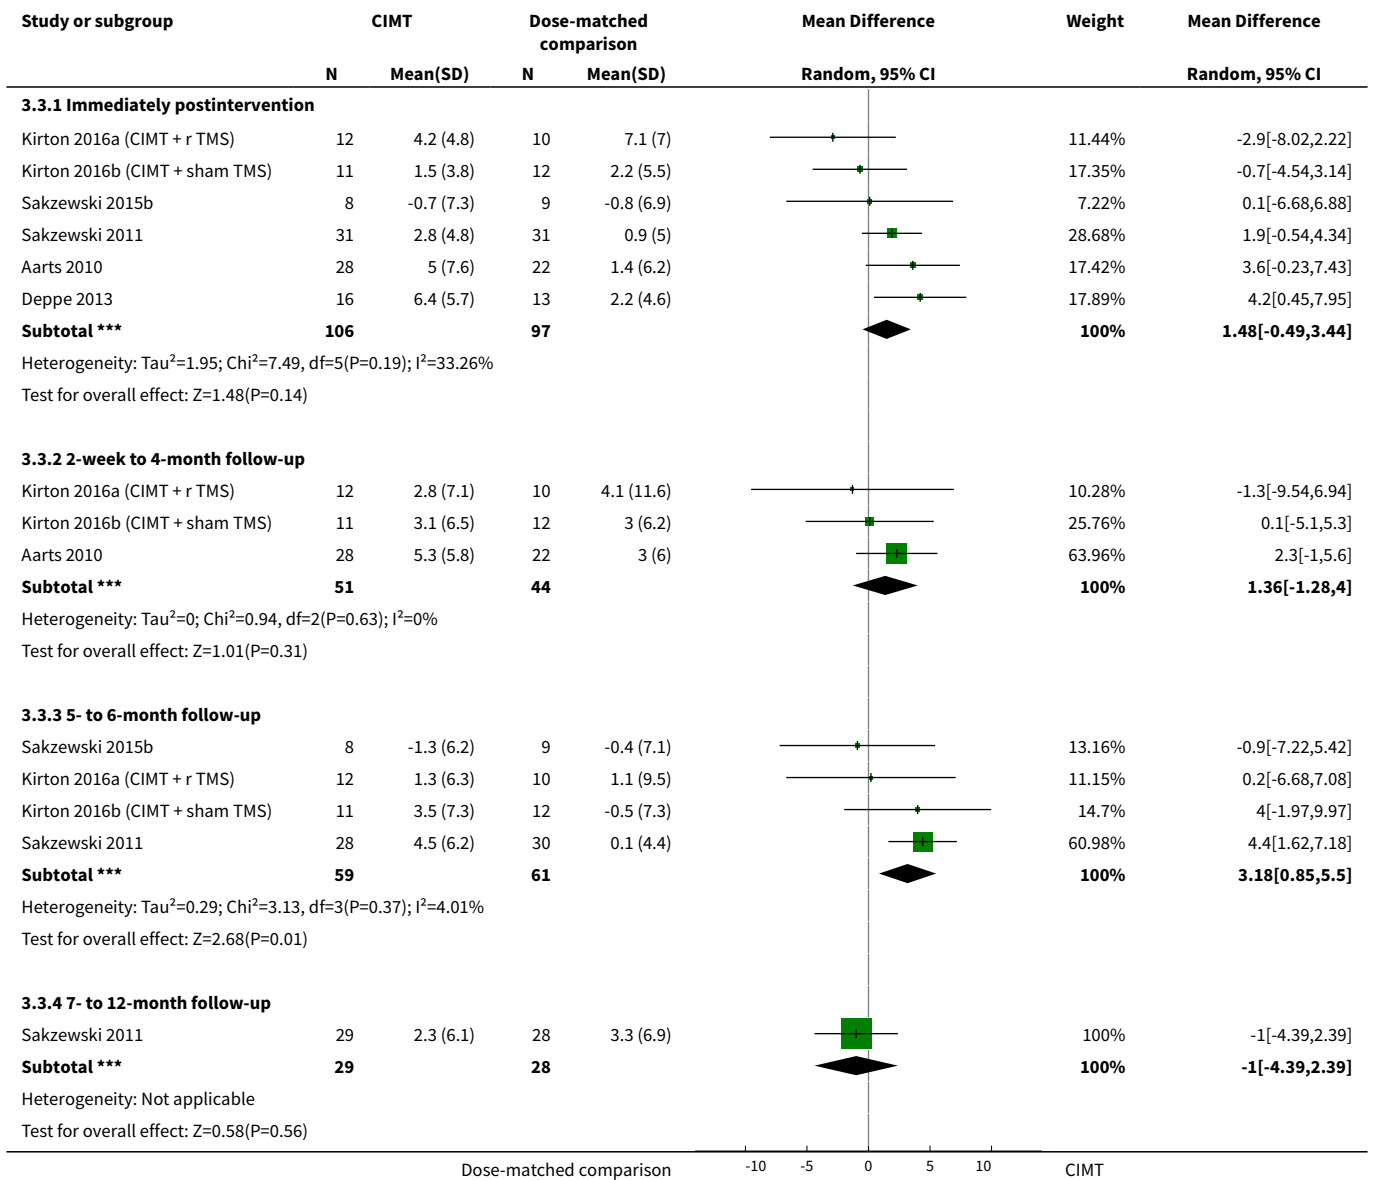 Study or subgroup CIMT Dose-matched comparison Mean Difference Weight Mean Difference
N Mean(SD) N Mean(SD) Random, 95% CI Random, 95% CI
3.3.1 Immediately postintervention
Kirton 2016a (CIMT + r TMS) 12 4.2 (4.8) 10 7.1 (7) 11.44% -2.9[-8.02,2.22]
Kirton 2016b (CIMT + sham TMS) 11 1.5 (3.8) 12 2.2 (5.5) 17.35% -0.7[-4.54,3.14]
Sakzewski 2015b 8 -0.7 (7.3) 9 -0.8 (6.9) 7.22% 0.1[-6.68,6.88]
Sakzewski 2011 31 2.8 (4.8) 31 0.9 (5) 28.68% 1.9[-0.54,4.34]
Aarts 2010 28 5 (7.6) 22 1.4 (6.2) 17.42% 3.6[-0.23,7.43]
Deppe 2013 16 6.4 (5.7) 13 2.2 (4.6) 17.89% 4.2[0.45,7.95]
Subtotal *** 106 97 100% 1.48[-0.49,3.44]
Heterogeneity: Tau²=1.95; Chi²=7.49, df=5(P=0.19); I²=33.26%
Test for overall effect: Z=1.48(P=0.14)
3.3.2 2-week to 4-month follow-up
Kirton 2016a (CIMT + r TMS) 12 2.8 (7.1) 10 4.1 (11.6) 10.28% -1.3[-9.54,6.94]
Kirton 2016b (CIMT + sham TMS) 11 3.1 (6.5) 12 3 (6.2) 25.76% 0.1[-5.1,5.3]
Aarts 2010 28 5.3 (5.8) 22 3 (6) 63.96% 2.3[-1,5.6]
Subtotal *** 51 44 100% 1.36[-1.28,4]
Heterogeneity: Tau²=0; Chi²=0.94, df=2(P=0.63); I²=0%
Test for overall effect: Z=1.01(P=0.31)
3.3.3 5- to 6-month follow-up
Sakzewski 2015b 8 -1.3 (6.2) 9 -0.4 (7.1) 13.16% -0.9[-7.22,5.42]
Kirton 2016a (CIMT + r TMS) 12 1.3 (6.3) 10 1.1 (9.5) 11.15% 0.2[-6.68,7.08]
Kirton 2016b (CIMT + sham TMS) 11 3.5 (7.3) 12 -0.5 (7.3) 14.7% 4[-1.97,9.97]
Sakzewski 2011 28 4.5 (6.2) 30 0.1 (4.4) 60.98% 4.4[1.62,7.18]
Subtotal *** 59 61 100% 3.18[0.85,5.5]
Heterogeneity: Tau²=0.29; Chi²=3.13, df=3(P=0.37); I²=4.01%
Test for overall effect: Z=2.68(P=0.01)
3.3.4 7- to 12-month follow-up
Sakzewski 2011 29 2.3 (6.1) 28 3.3 (6.9) 100% -1[-4.39,2.39]
Subtotal *** 29 28 100% -1[-4.39,2.39]
Heterogeneity: Not applicable
Test for overall effect: Z=0.58(P=0.56)
Dose-matched comparison -10 -5 0 5 10 CIMT